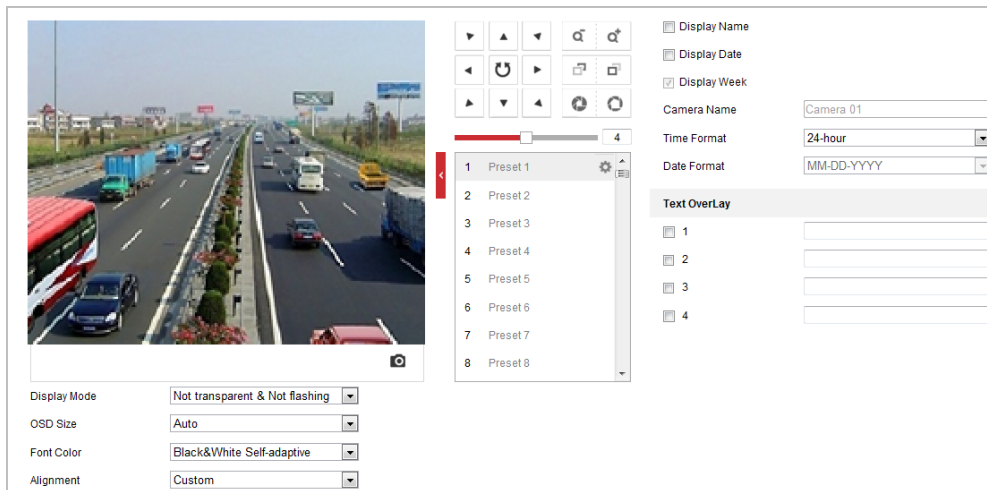 Display Name
Display Date
Display Week
Camera Name Camera 01
Time Format 24-hour
Date Format MM-DD-YYYY
Text OverLay
1
2
3
4
4
1 Preset 1
2 Preset 2
3 Preset 3
4 Preset 4
5 Preset 5
6 Preset 6
7 Preset 7
8 Preset 8
Display Mode Not transparent & Not flashing
OSD Size Auto
Font Color Black&White Self-adaptive
Alignment Custom